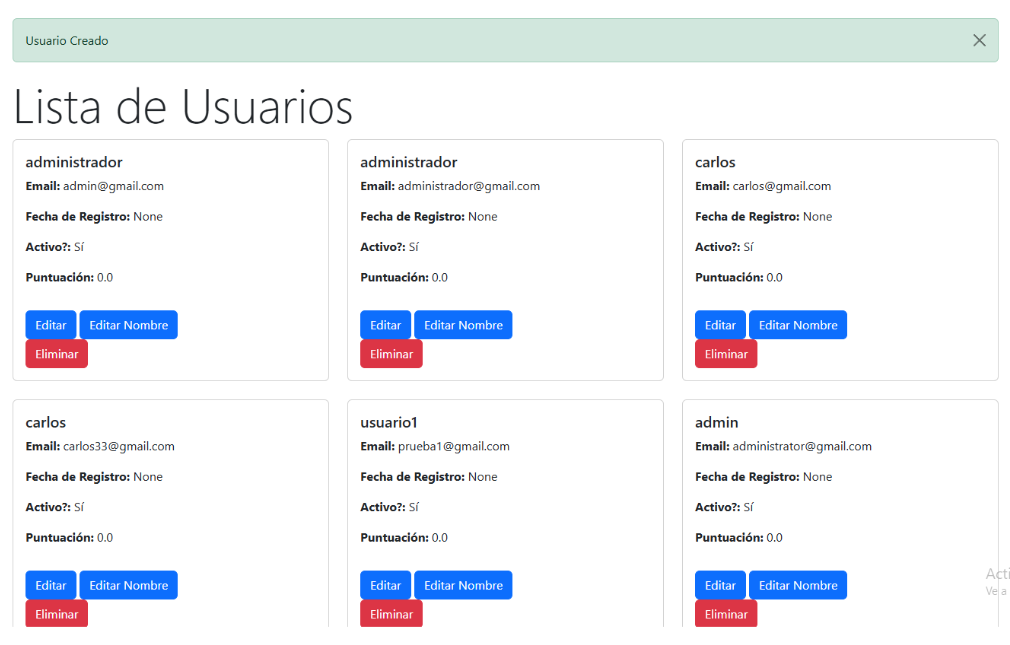 Usuario Creado
Lista de Usuarios
administrador
Email: admin@gmail.com
Fecha de Registro: None
Activo?: Sí
Puntuación: 0.0
Editar Editar Nombre
Eliminar
administrador
Email: administrador@gmail.com
Fecha de Registro: None
Activo?: Sí
Puntuación: 0.0
Editar Editar Nombre
Eliminar
carlos
Email: carlos@gmail.com
Fecha de Registro: None
Activo?: Sí
Puntuación: 0.0
Editar Editar Nombre
Eliminar
carlos
Email: carlos33@gmail.com
Fecha de Registro: None
Activo?: Sí
Puntuación: 0.0
Editar Editar Nombre
Eliminar
usuario1
Email: prueba1@gmail.com
Fecha de Registro: None
Activo?: Sí
Puntuación: 0.0
Editar Editar Nombre
Eliminar
admin
Email: administrator@gmail.com
Fecha de Registro: None
Activo?: Sí
Puntuación: 0.0
Editar Editar Nombre
Eliminar
Acti
Ve a